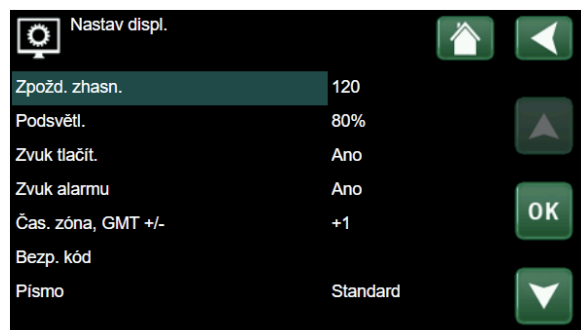 Nastav displ.
Zpožd. zhasn. 120
Podsvětl. 80%
Zvuk tlačít. Ano
Zvuk alarmu Ano
Čas. zóna, GMT +/- +1
OK
Bezp. kód
Písmo Standard